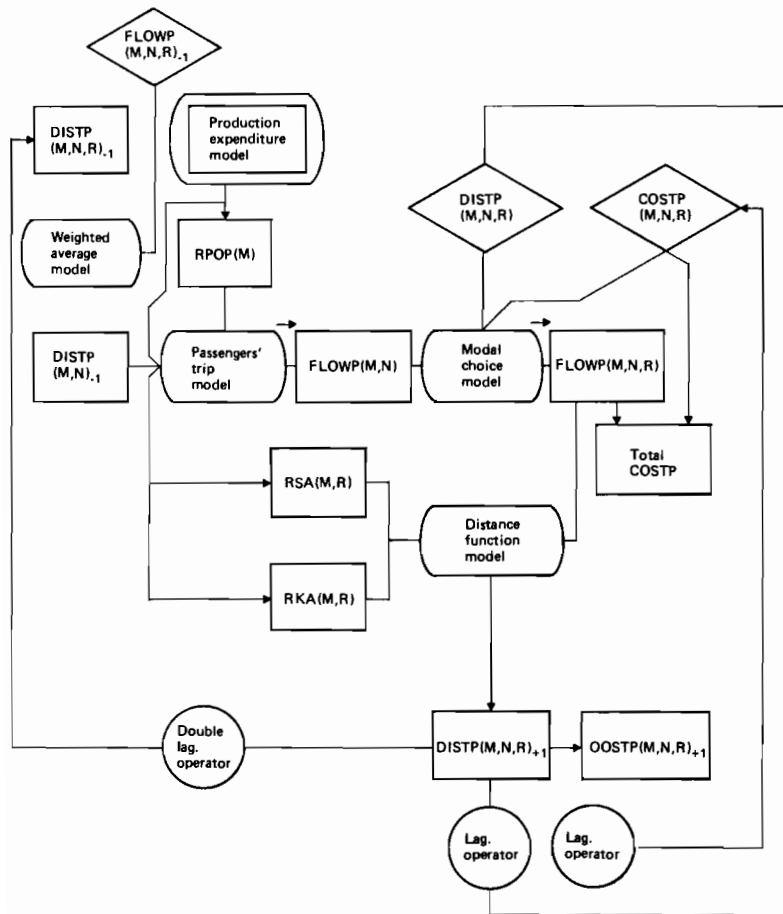 FLOWP
(M,N,R)-1
DISTP
(M,N,R)-1
Production
expenditure
model
DISTP
(M,N,R)
COSTP
(M,N,R)
Weighted
average
model
RPOP(M)
DISTP
(M,N)-1
Passengers'
trip
model
FLOWP(M,N)
Modal
choice
model
FLOWP(M,N,R)
Total
COSTP
RSA(M,R)
Distance
function
model
RKA(M,R)
Double
lag.
operator
DISTP(M,N,R)+1
OOSTP(M,N,R)+1
Lag.
operator
Lag.
operator